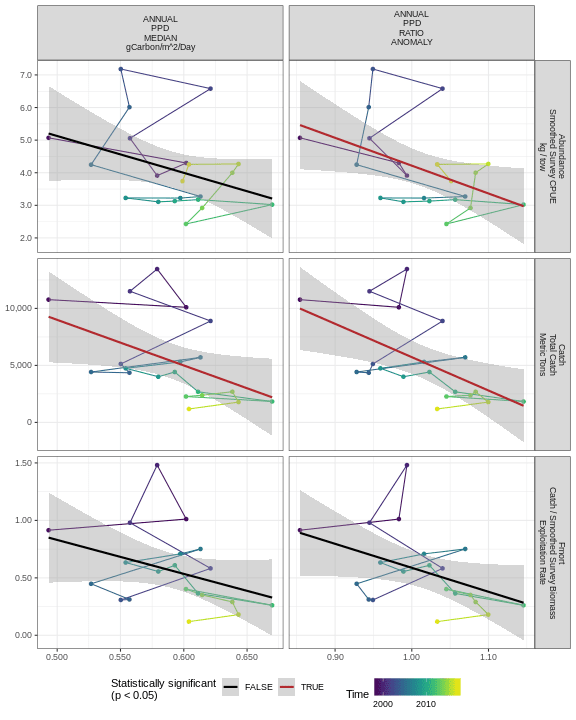 ANNUAL
PPD
MEDIAN
gCarbon/m^2/Day
ANNUAL
PPD
RATIO
ANOMALY
7.0
6.0
5.0
4.0
3.0
2.0
Abundance
Smoothed Survey CPUE
kg / tow
10,000
5,000
0
Catch
Total Catch
Metric Tons
1.50
1.00
0.50
0.00
Fmort
Catch / Smoothed Survey Biomass
Exploitation Rate
0.500 0.550 0.600 0.650
0.90 1.00 1.10
Statistically significant
(p < 0.05)
FALSE
TRUE
Time
2000 2010